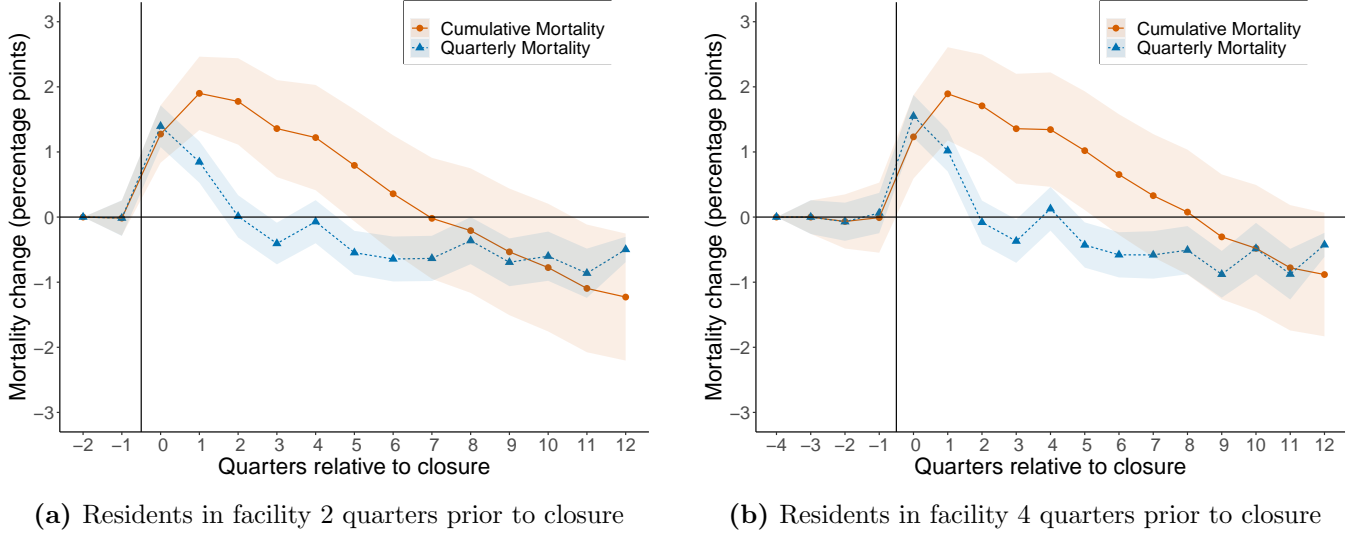 Mortality change (percentage points)
3
2
1
0
−1
−2
−3
Cumulative Mortality
Quarterly Mortality
−2 −1 0 1 2 3 4 5 6 7 8 9 10 11 12
Quarters relative to closure
(a) Residents in facility 2 quarters prior to closure
Mortality change (percentage points)
3
2
1
0
−1
−2
−3
Cumulative Mortality
Quarterly Mortality
−4 −3 −2 −1 0 1 2 3 4 5 6 7 8 9 10 11 12
Quarters relative to closure
(b) Residents in facility 4 quarters prior to closure